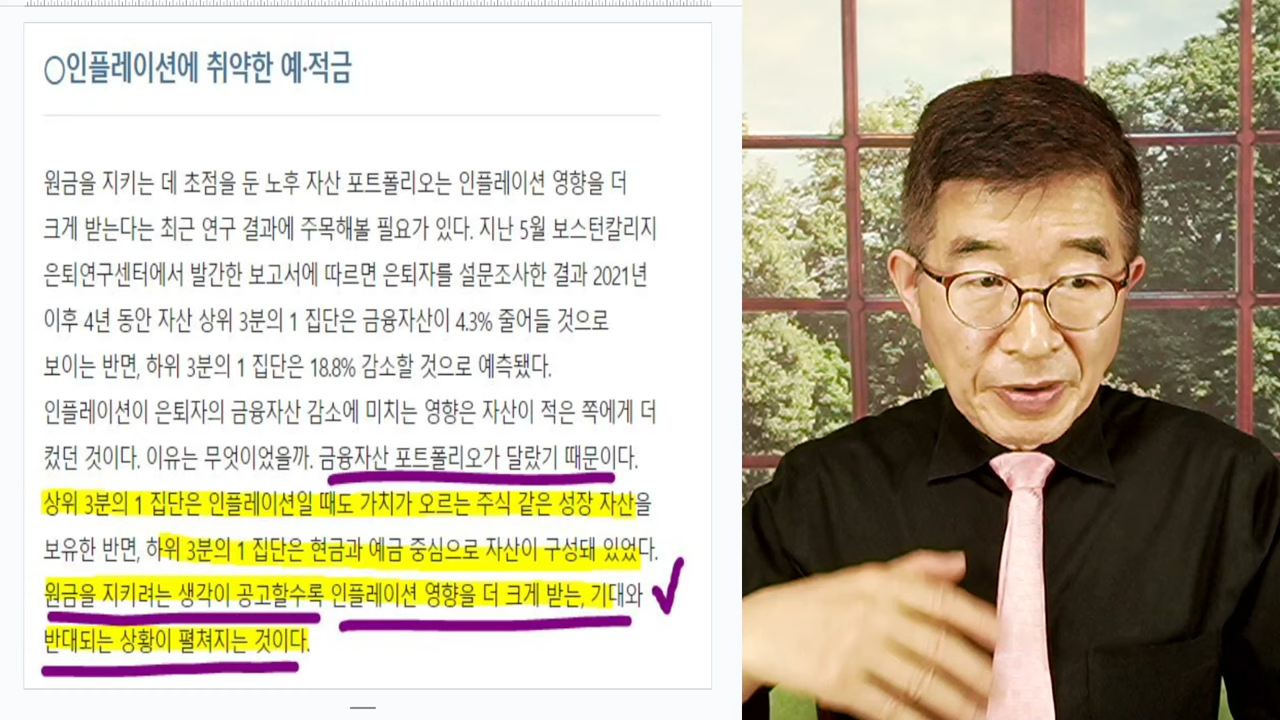 ○인플레이션에 취약한 예·적금
원금을 지키는 데 초점을 둔 노후 자산 포트폴리오는 인플레이션 영향을 더
크게 받는다는 최근 연구 결과에 주목해볼 필요가 있다. 지난 5월 보스턴칼리지
은퇴연구센터에서 발간한 보고서에 따르면 은퇴자를 설문조사한 결과 2021년
이후 4년 동안 자산 상위 3분의 1 집단은 금융자산이 4.3% 줄어들 것으로
보이는 반면, 하위 3분의 1 집단은 18.8% 감소할 것으로 예측됐다.
인플레이션이 은퇴자의 금융자산 감소에 미치는 영향은 자산이 적은 쪽에게 더
컸던 것이다. 이유는 무엇이었을까. 금융자산 포트폴리오가 달랐기 때문이다.
상위 3분의 1 집단은 인플레이션일 때도 가치가 오르는 주식 같은 성장 자산을
보유한 반면, 하위 3분의 1 집단은 현금과 예금 중심으로 자산이 구성돼 있었다.
원금을 지키려는 생각이 공고할수록 인플레이션 영향을 더 크게 받는, 기대와
반대되는 상황이 펼쳐지는 것이다.